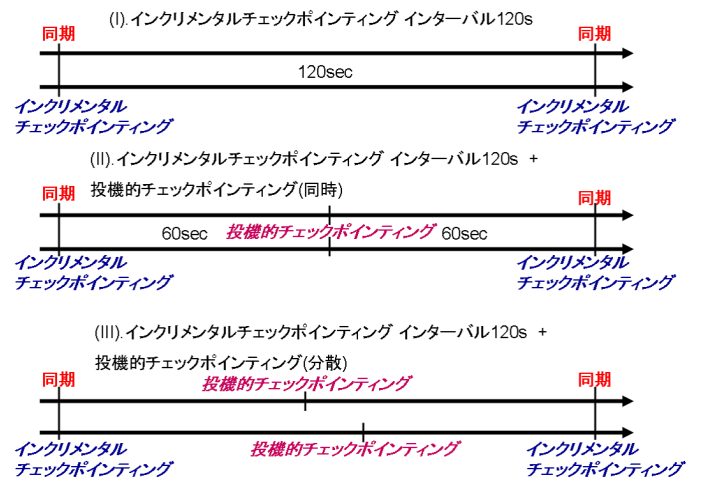 (I).インクリメンタルチェックポインティング インターバル120s
同期 同期
120sec
インクリメンタル インクリメンタル
チェックポインティング チェックポインティング
(II).インクリメンタルチェックポインティング インターバル120s +
投機的チェックポインティング(同時)
同期 同期
60sec 投機的チェックポインティング 60sec
インクリメンタル インクリメンタル
チェックポインティング チェックポインティング
(III).インクリメンタルチェックポインティング インターバル120s +
投機的チェックポインティング(分散)
同期 投機的チェックポインティング 同期
インクリメンタル 投機的チェックポインティング インクリメンタル
チェックポインティング チェックポインティング